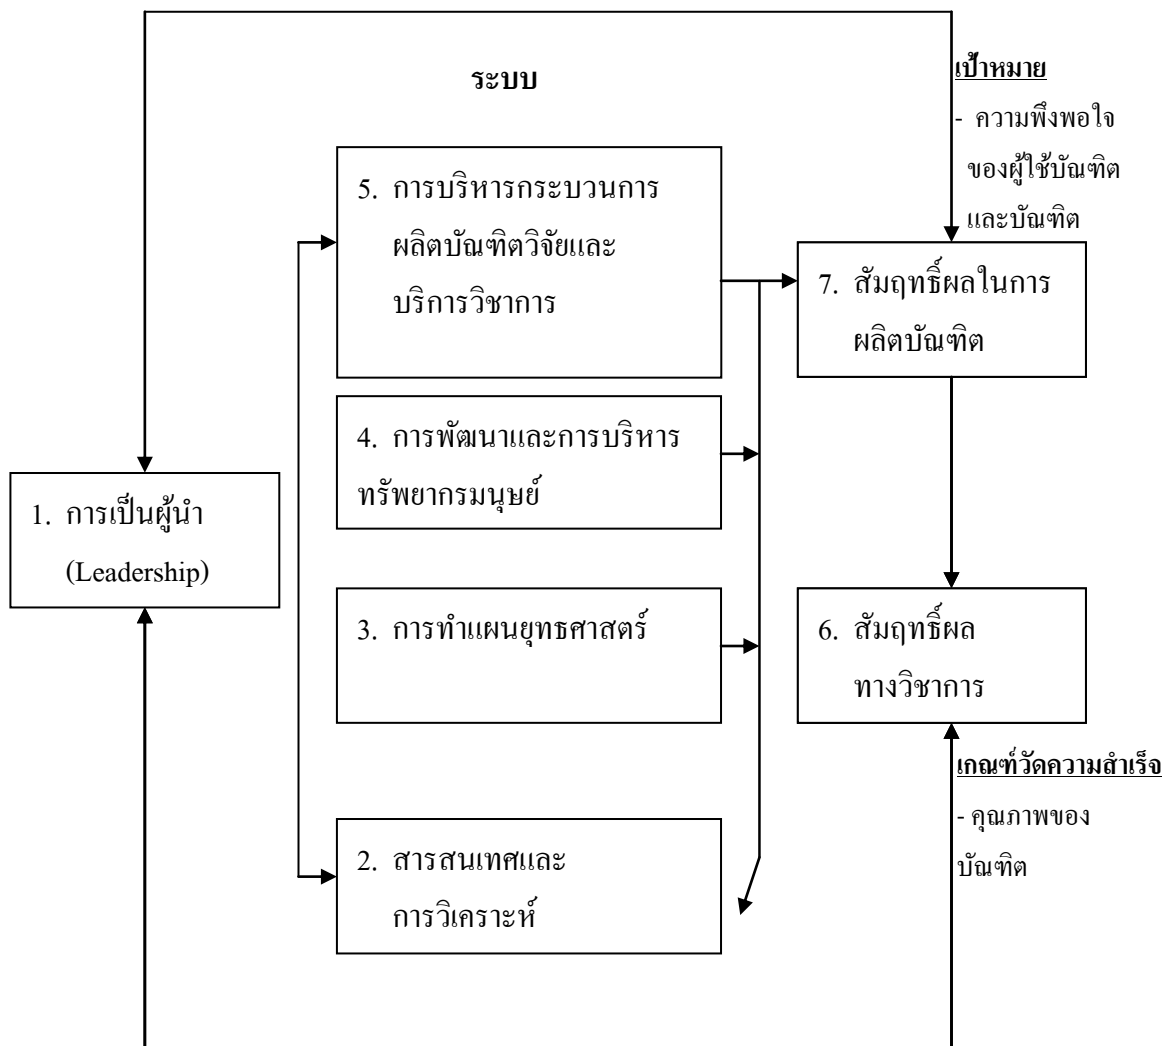 ระบบ
เป้าหมาย
- ความพึงพอใจ
ของผู้ใช้บัณฑิต
และบัณฑิต
5. การบริหารกระบวนการ
ผลิตบัณฑิตวิจัยและ
บริการวิชาการ
7. สัมฤทธิ์ผลในการ
ผลิตบัณฑิต
4. การพัฒนาและการบริหาร
ทรัพยากรมนุษย์
1. การเป็นผู้นำ
(Leadership)
3. การทำแผนยุทธศาสตร์
6. สัมฤทธิ์ผล
ทางวิชาการ
เกณฑ์วัดความสำเร็จ
- คุณภาพของ
บัณฑิต
2. สารสนเทศและ
การวิเคราะห์